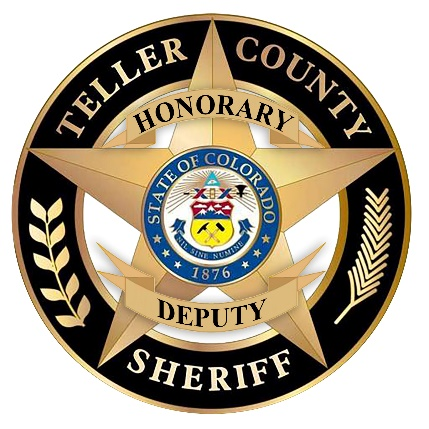 TELLER COUNTY
HONORARY
STATE OF COLORADO
NIL SINE NUMINE
1876
DEPUTY
SHERIFF